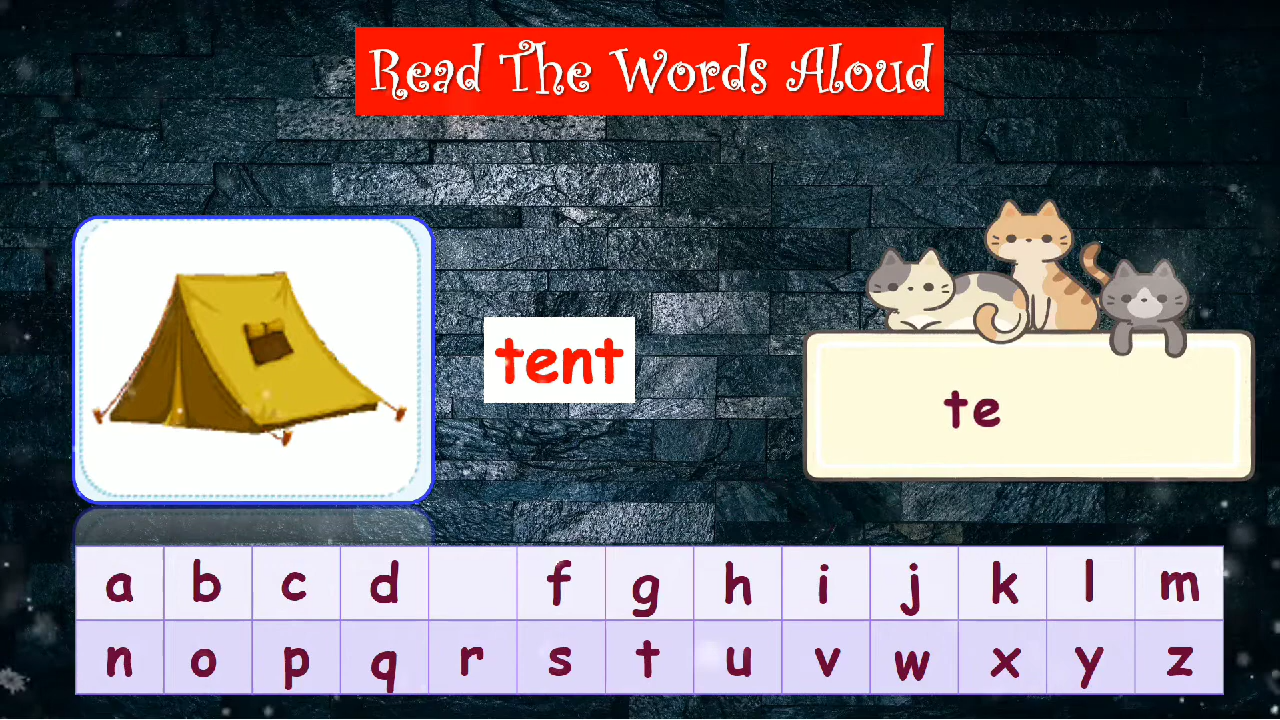 Read The Words Aloud
tent
te
a b c d f g h i j k l m
n o p q r s t u v w x y z